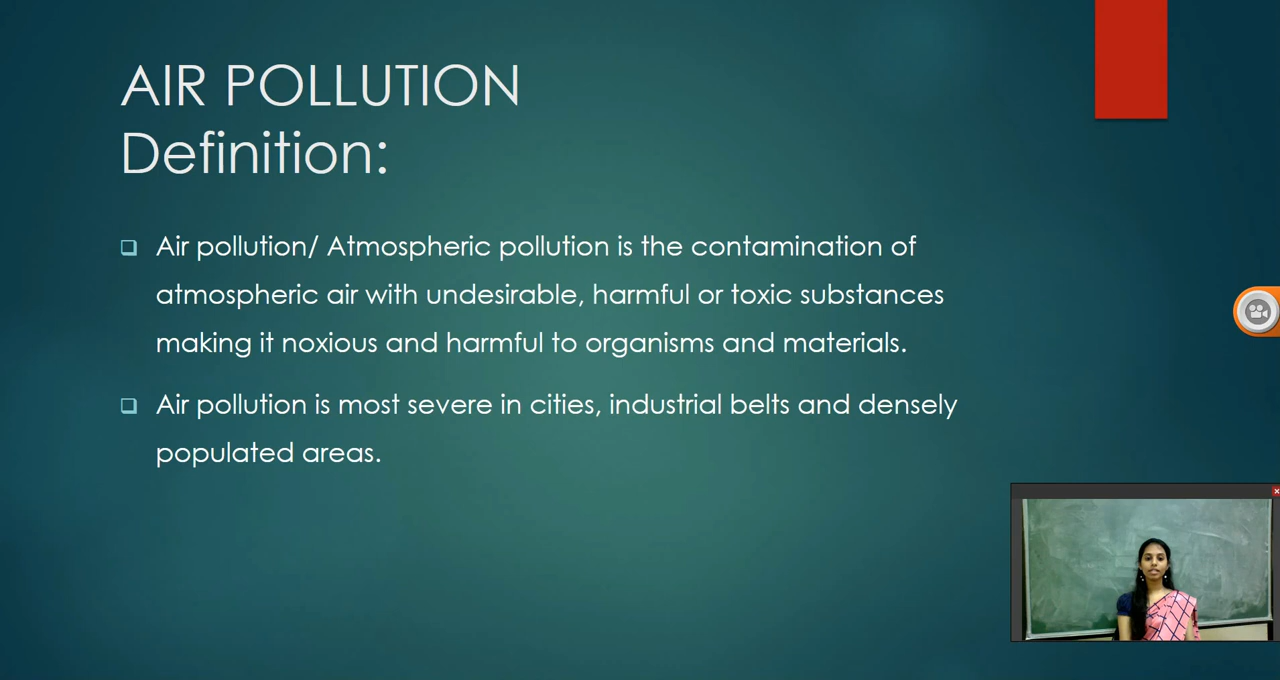 AIR POLLUTION
Definition:
Air pollution/ Atmospheric pollution is the contamination of
atmospheric air with undesirable, harmful or toxic substances
making it noxious and harmful to organisms and materials.
Air pollution is most severe in cities, industrial belts and densely
populated areas.